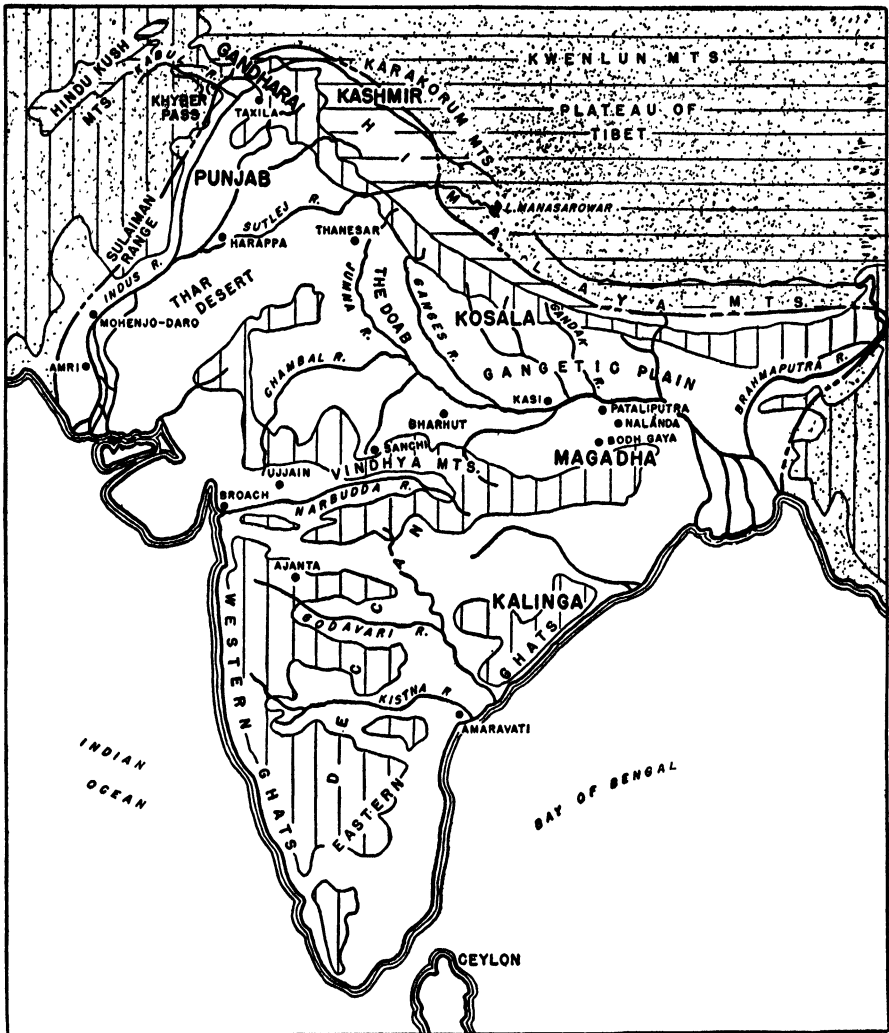 KWENLUN MTS
HINDU KUSH
MTS.
KABUL R.
GANDHARA
KARAKORUM MTS.
KHYBER
PASS
TAXILA
KASHMIR
PLATEAU OF
TIBET
HIMALAYA MTS.
PUNJAB
L. MANASAROWAR
SULAIMAN
RANGE
SUTLEJ R.
HARAPPA
THANESAR
INDUS R.
THAR
DESERT
JUMNA R.
THE DOAB
GANGES R.
KOSALA
GANDAK R.
MOHENJO-DARO
AMRI
CHAMBAL R.
GANGETIC PLAIN
BRAHMAPUTRA R.
KASI
PATALIPUTRA
BHARHUT
NALANDA
BODH GAYA
SANCHI
MAGADHA
VINDHYA MTS.
UJJAIN
BROACH
NARBUDDA R.
AJANTA
DECCAN
KALINGA
GODAVARI R.
WESTERN GHATS
EASTERN GHATS
KISTNA R
AMARAVATI
INDIAN
OCEAN
BAY OF BENGAL
CEYLON